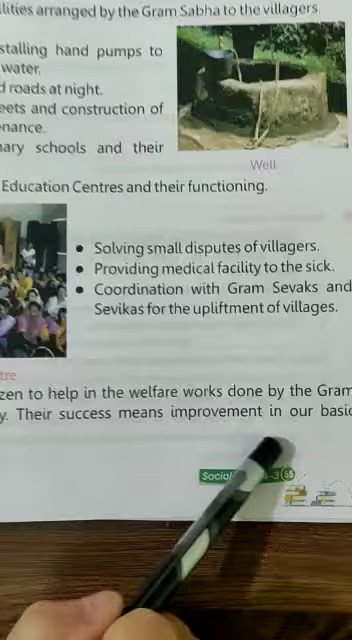 lities arranged by the Gram Sabha to the villagers.
stalling hand pumps to
water.
d roads at night.
eets and construction of
nance.
ary schools and their
Well
Education Centres and their functioning.
• Solving small disputes of villagers.
• Providing medical facility to the sick.
• Coordination with Gram Sevaks and
Sevikas for the upliftment of villages.
tre
zen to help in the welfare works done by the Gram
y. Their success means improvement in our basic
Social -3 65